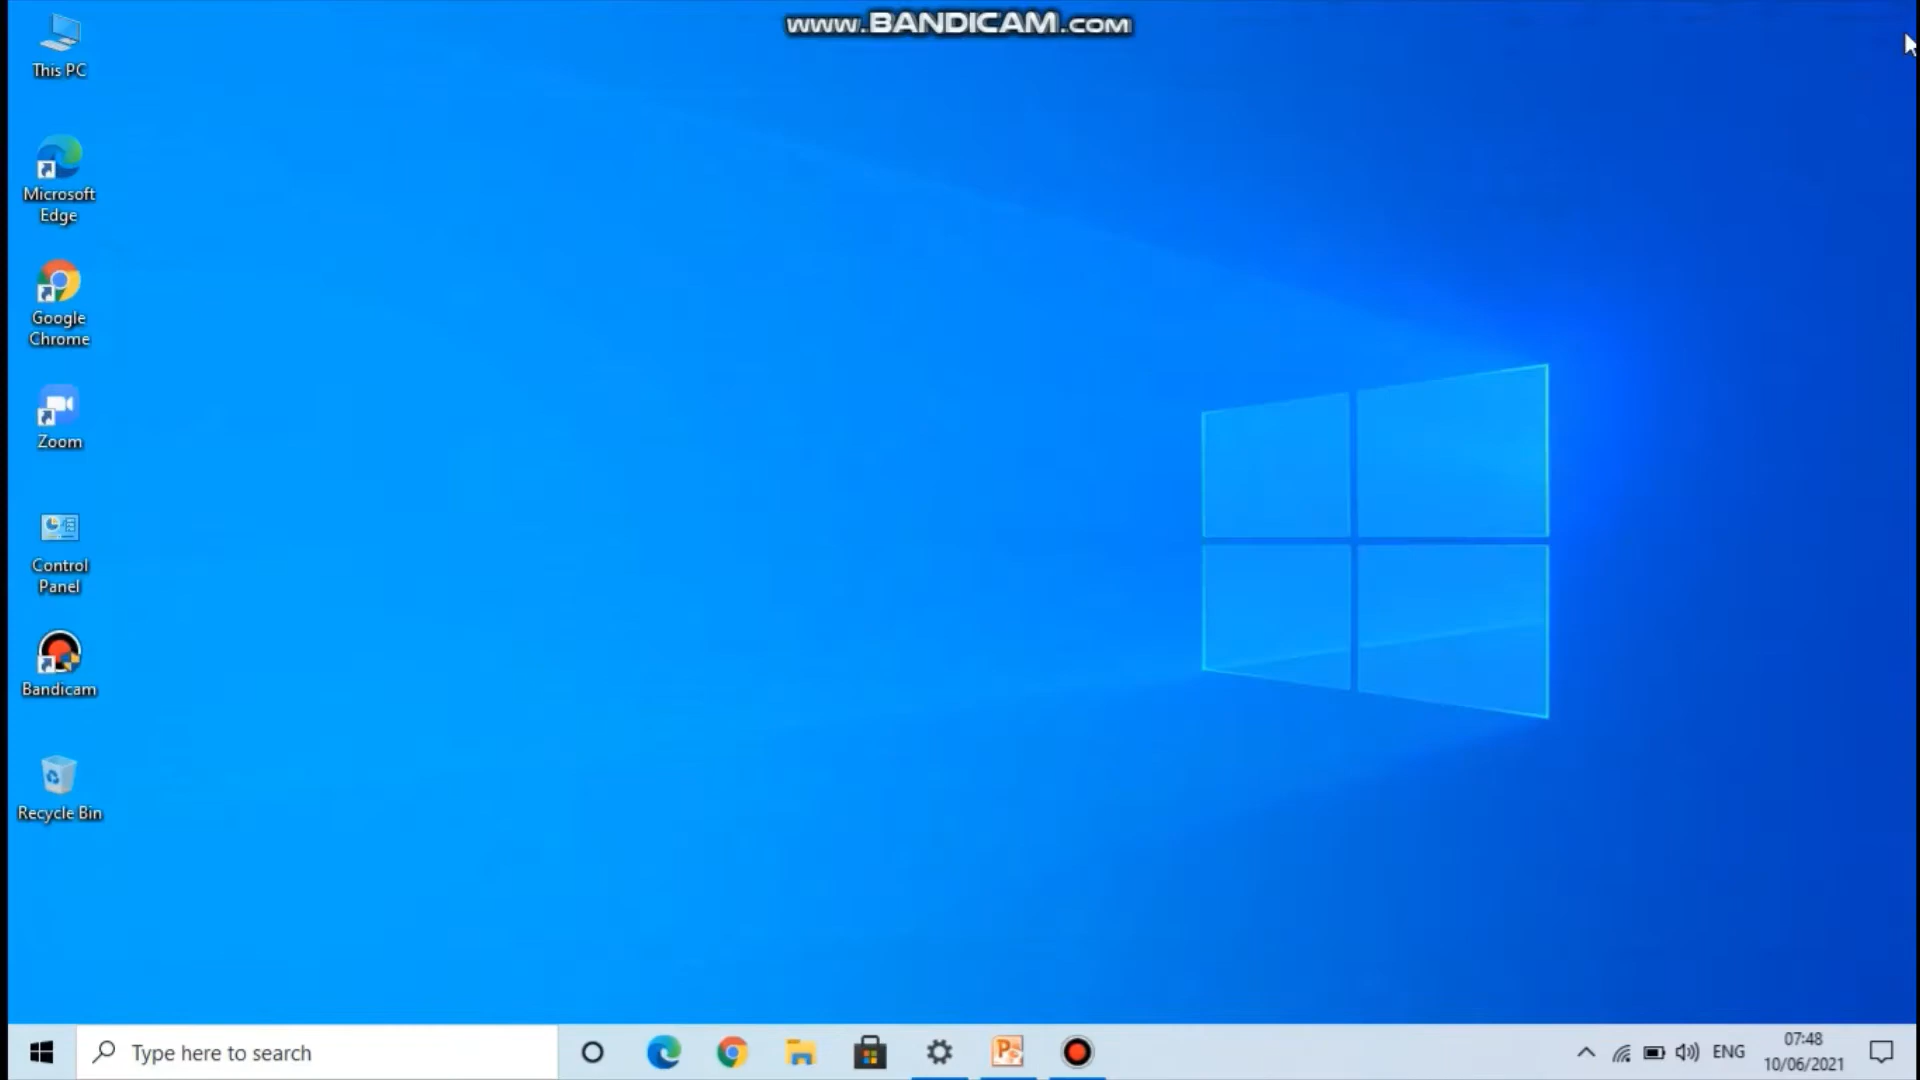 www.BANDICAM.com
This PC
Microsoft
Edge
Google
Chrome
Zoom
Control
Panel
Bandicam
Recycle Bin
Type here to search
ENG
07:48
10/06/2021